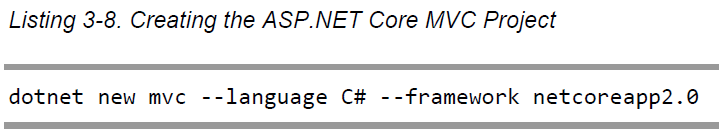 Listing 3-8. Creating the ASP.NET Core MVC Project
dotnet new mvc --language C# --framework netcoreapp2.0